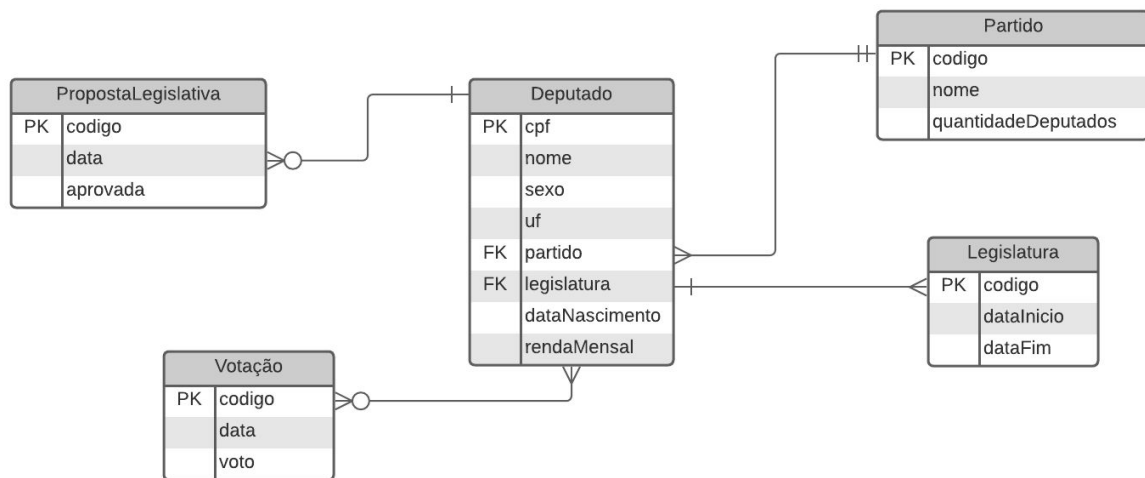 Partido
PK codigo
nome
quantidadeDeputados
PropostaLegislativa
PK codigo
data
aprovada
Deputado
PK cpf
nome
sexo
uf
FK partido
FK legislatura
dataNascimento
rendaMensal
Legislatura
PK codigo
dataInicio
dataFim
Votação
PK codigo
data
voto